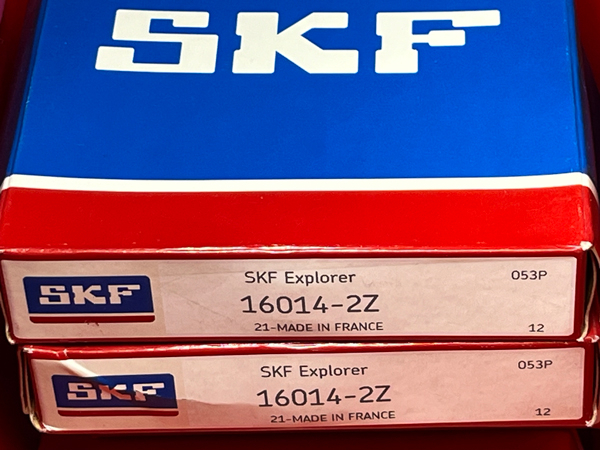 SKF
SKF
SKF Explorer
053P
16014-2Z
21-MADE IN FRANCE
12
SKF
SKF Explorer
053P
16014-2Z
21-MADE IN FRANCE
12